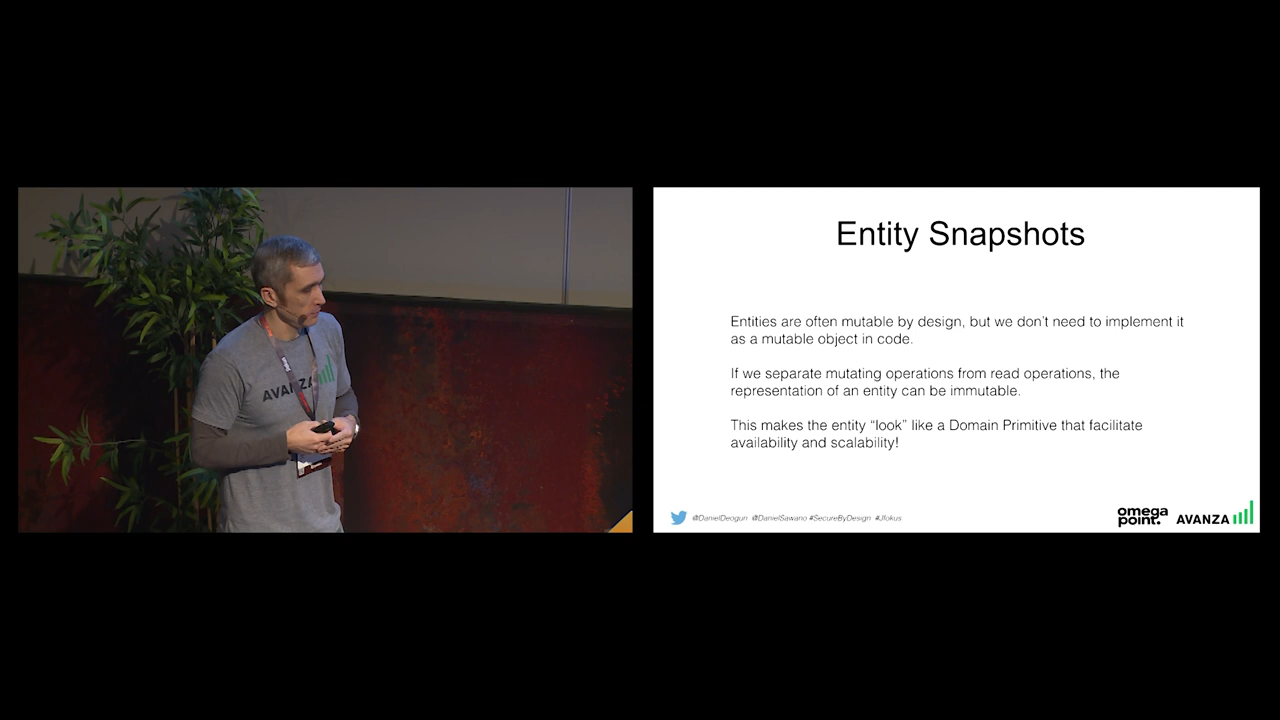 AVANZA
Entity Snapshots
Entities are often mutable by design, but we don't need to implement it
as a mutable object in code.
If we separate mutating operations from read operations, the
representation of an entity can be immutable.
This makes the entity “look” like a Domain Primitive that facilitate
availability and scalability!
@DanielDeogun @DanielSawano #SecureByDesign #Jfokus
omega
point.
AVANZA